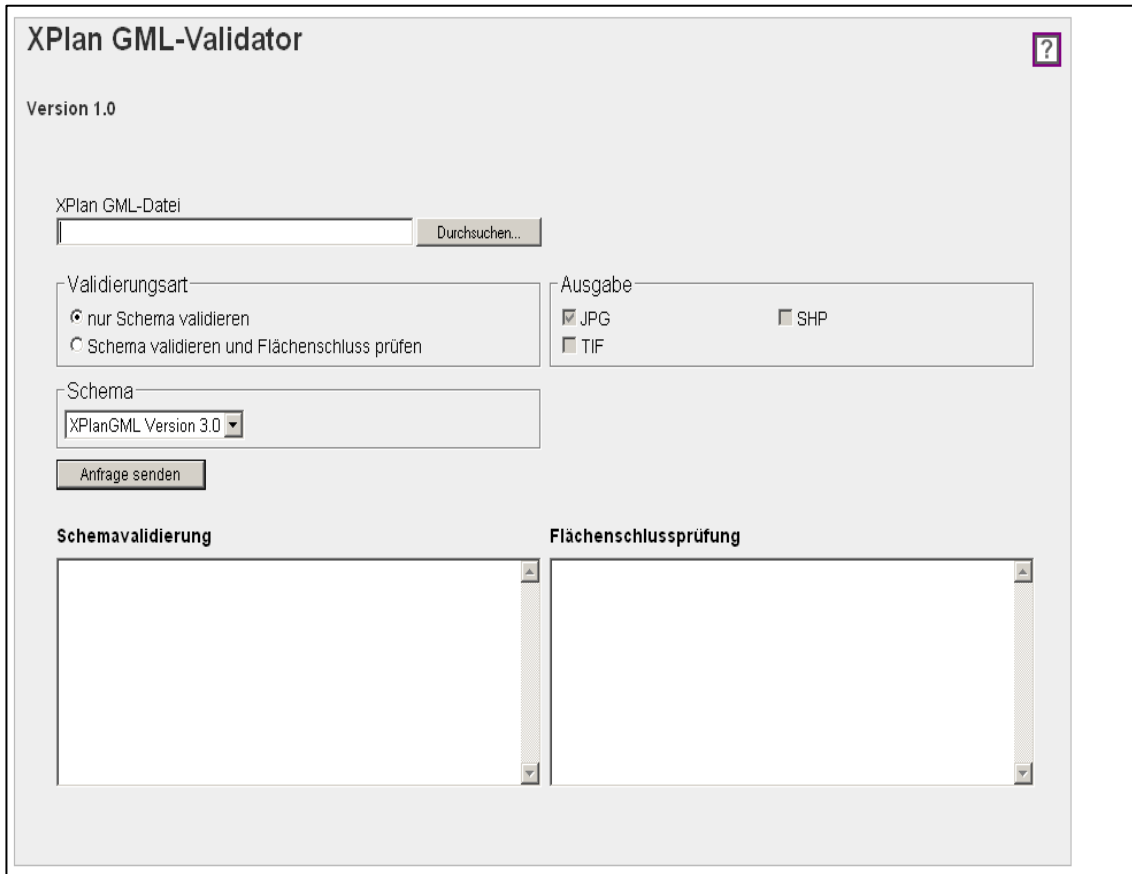 XPlan GML-Validator
?
Version 1.0
XPlan GML-Datei
Durchsuchen...
Validierungsart
nur Schema validieren
Schema validieren und Flächenschluss prüfen
Ausgabe
JPG
SHP
TIF
Schema
XPlanGML Version 3.0
Anfrage senden
Schemavalidierung
Flächenschlussprüfung